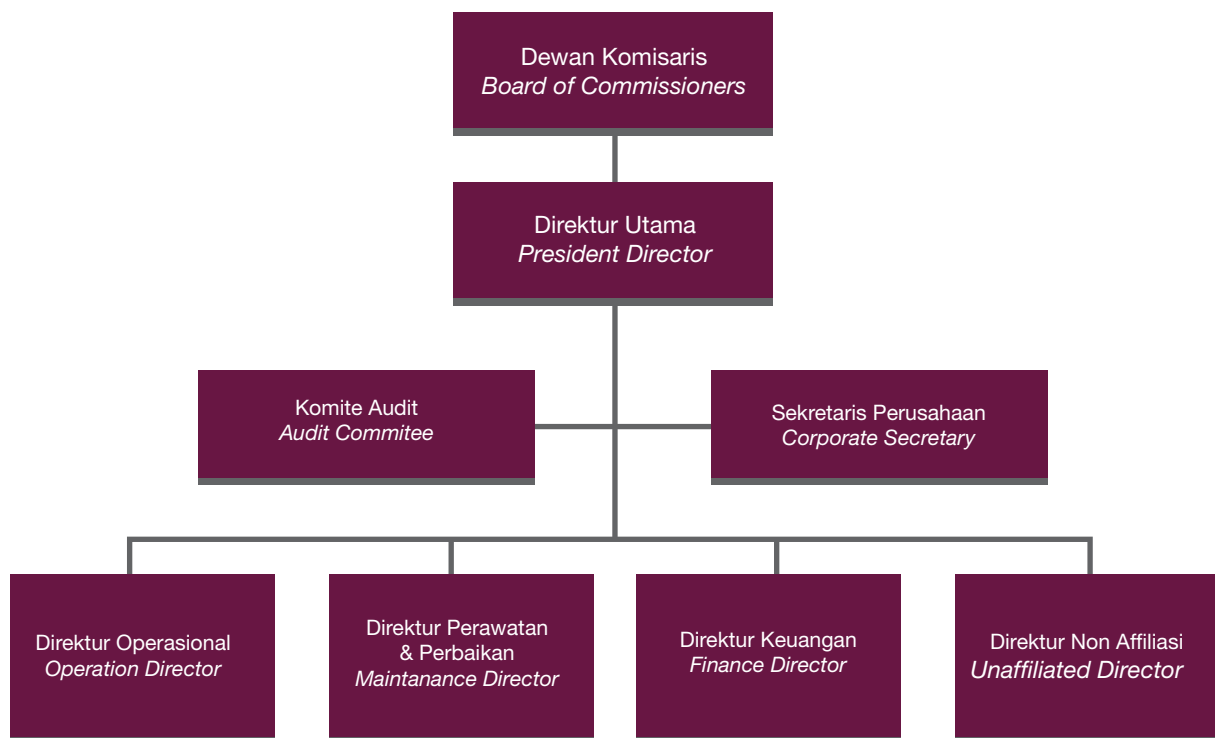 Dewan Komisaris
Board of Commissioners
Direktur Utama
President Director
Komite Audit
Audit Commitee
Sekretaris Perusahaan
Corporate Secretary
Direktur Operasional
Operation Director
Direktur Perawatan
& Perbaikan
Maintanance Director
Direktur Keuangan
Finance Director
Direktur Non Affiliasi
Unaffiliated Director